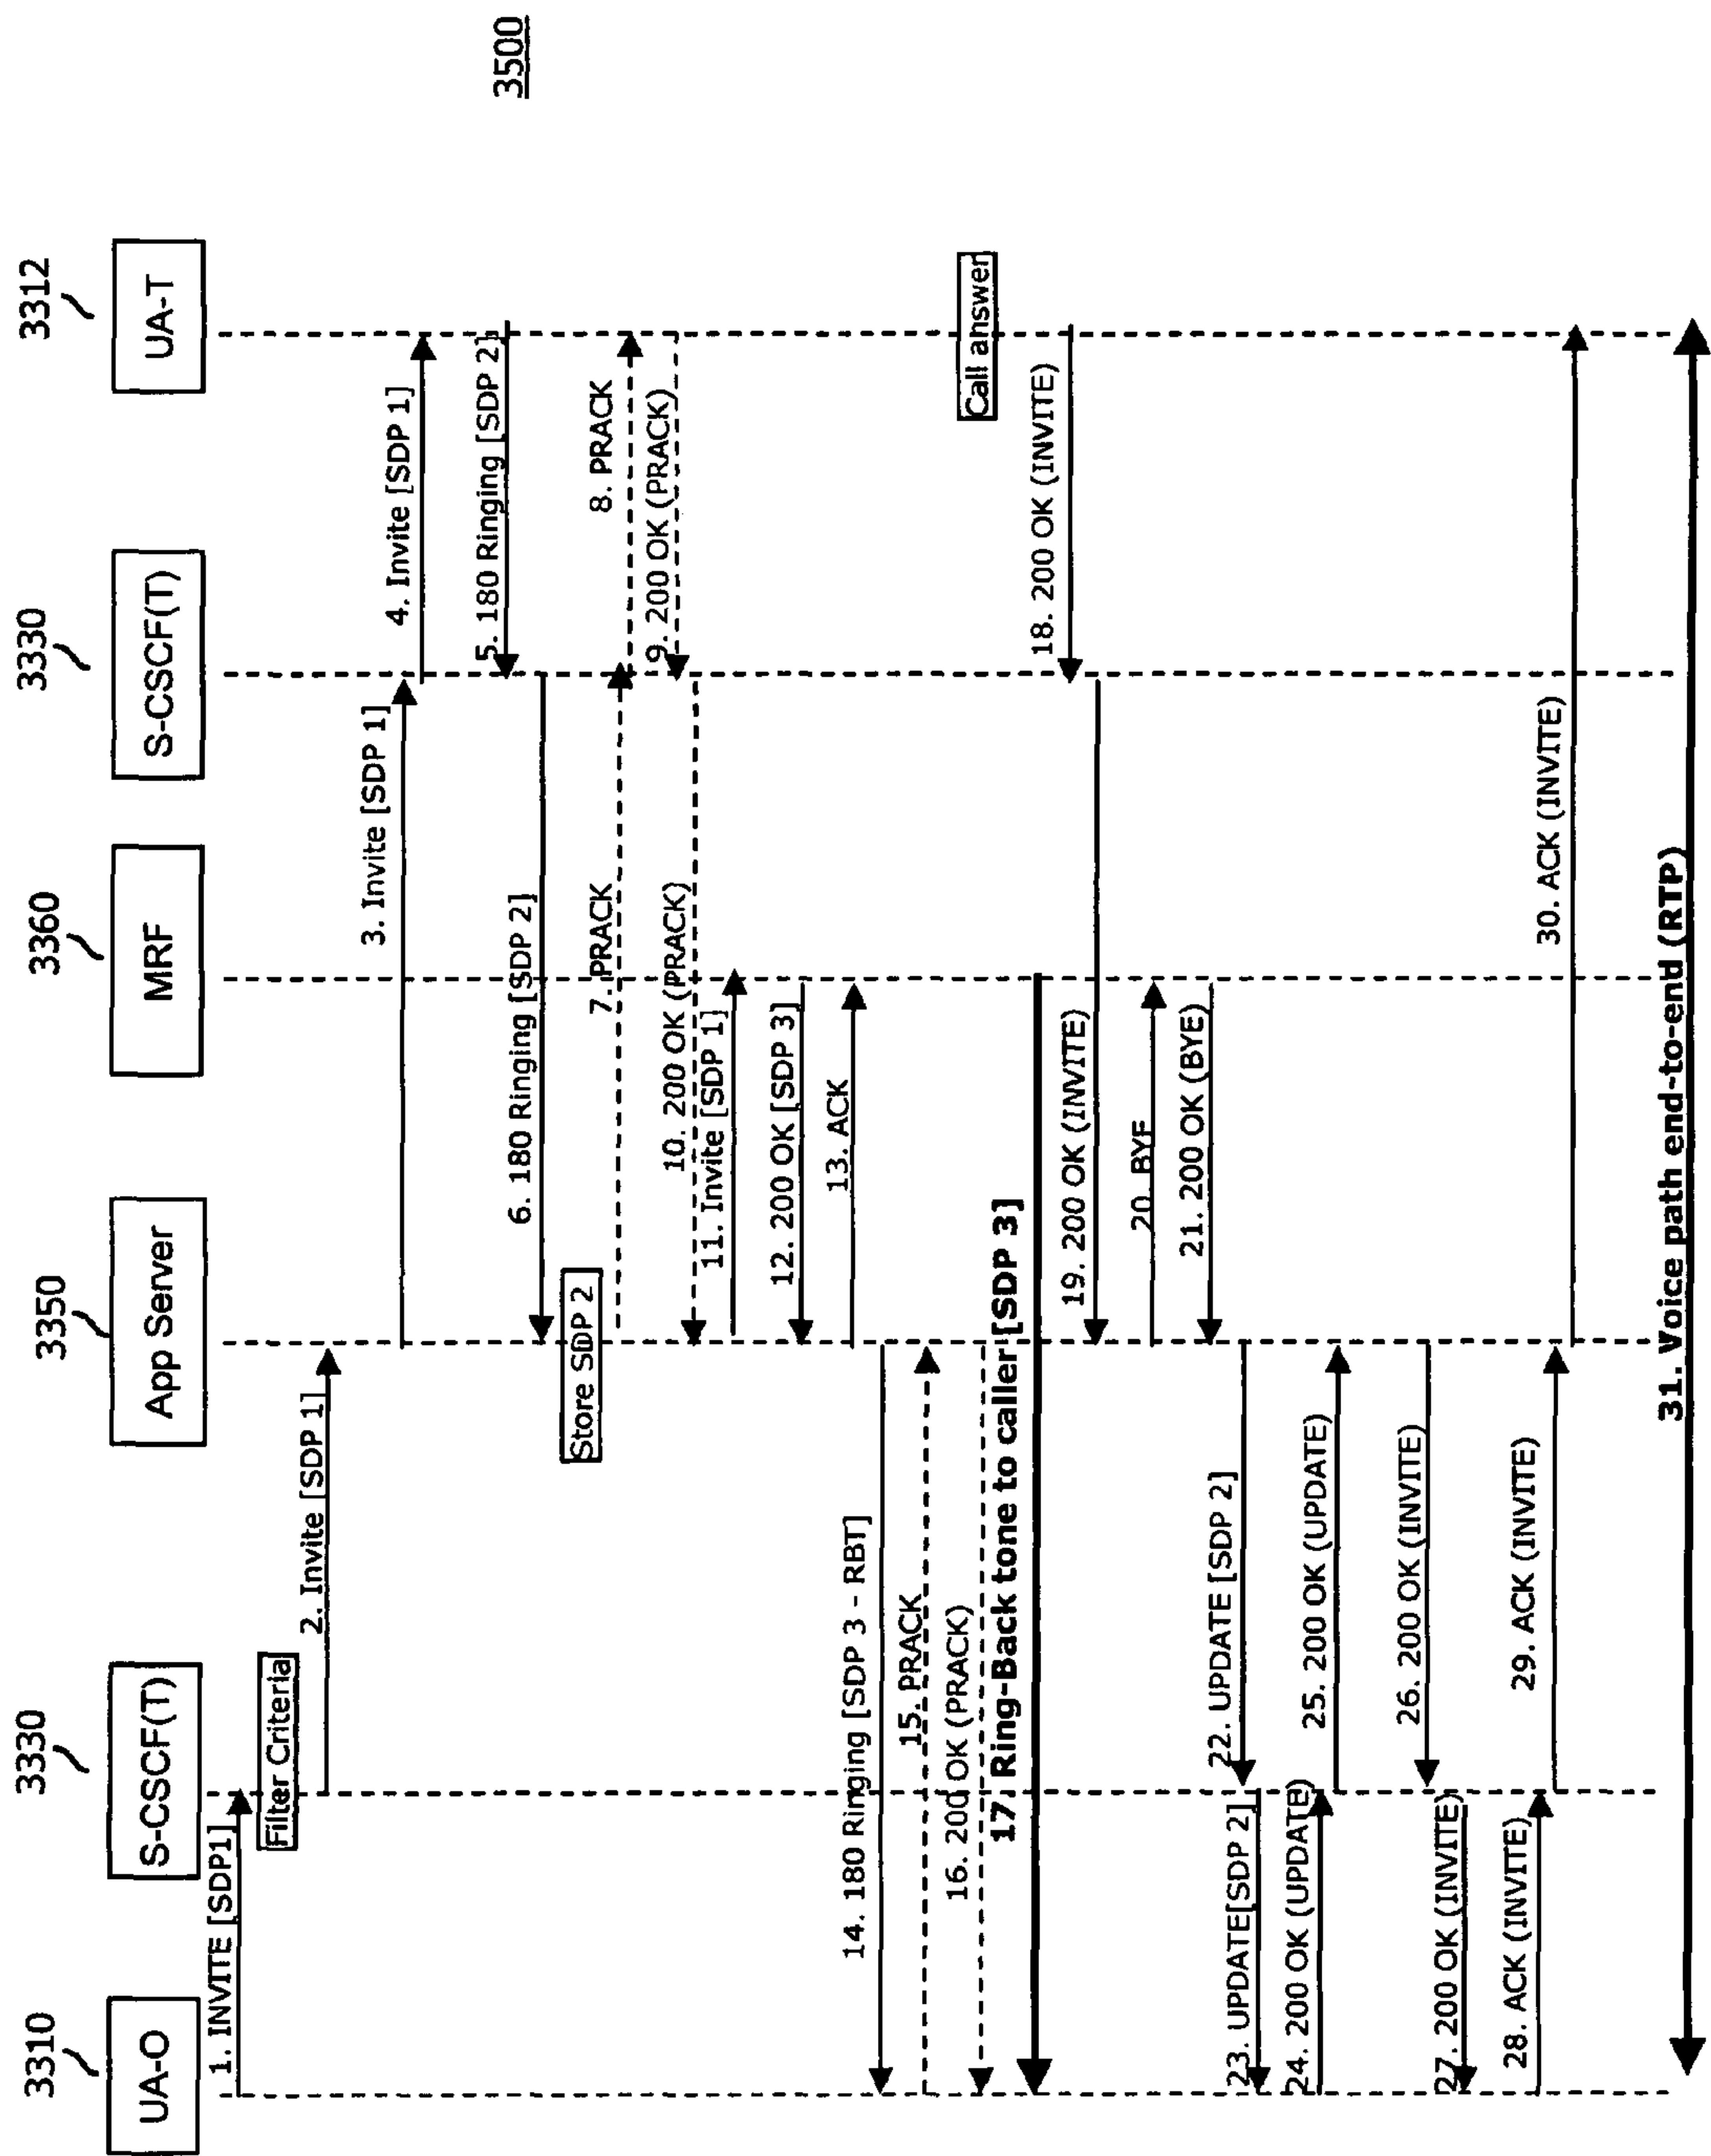 3500
3310
3330
3350
3360
3330
3312
UA-O
S-CSCF(T)
App Server
MRF
S-CSCF(T)
UA-T
1. INVITE [SDP1]
Filter Criteria
2. Invite [SDP 1]
3. Invite [SDP 1]
4. Invite [SDP 1]
5. 180 Ringing [SDP 2]
6. 180 Ringing [SDP 2]
Store SDP 2
7. PRACK
8. PRACK
9. 200 OK (PRACK)
10. 200 OK (PRACK)
11. Invite [SDP 1]
12. 200 OK [SDP 3]
13. ACK
14. 180 Ringing [SDP 3 - RBT]
15. PRACK
16. 200 OK (PRACK)
17. Ring-Back tone to caller [SDP 3]
Call answer
18. 200 OK (INVITE)
19. 200 OK (INVITE)
20. BYE
21. 200 OK (BYE)
22. UPDATE [SDP 2]
23. UPDATE[SDP 2]
24. 200 OK (UPDATE)
25. 200 OK (UPDATE)
26. 200 OK (INVITE)
27. 200 OK (INVITE)
28. ACK (INVITE)
29. ACK (INVITE)
30. ACK (INVITE)
31. Voice path end-to-end (RTP)